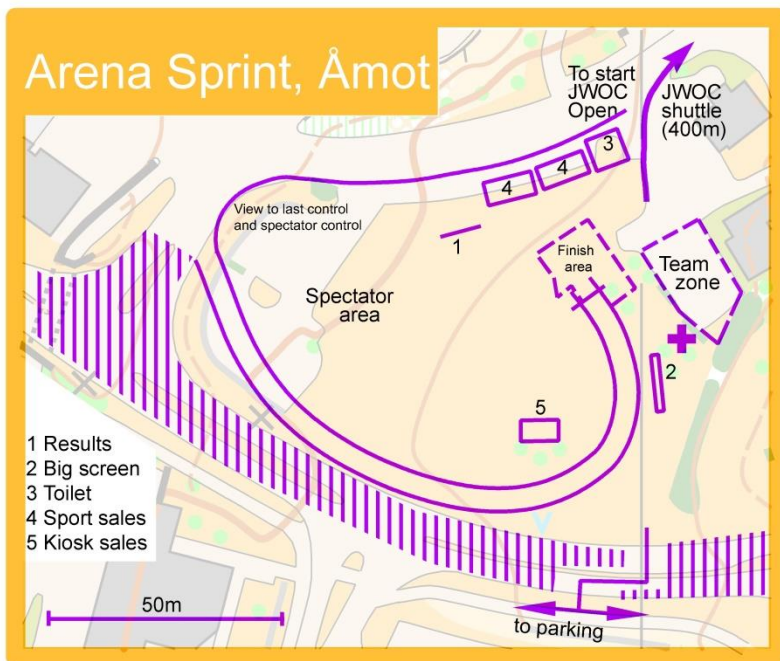 Arena Sprint, Åmot
To start
JWOC
Open
JWOC
shuttle
(400m)
3
4
4
View to last control
and spectator control
1
Finish
area
Team
zone
Spectator
area
2
5
1 Results
2 Big screen
3 Toilet
4 Sport sales
5 Kiosk sales
50m
to parking